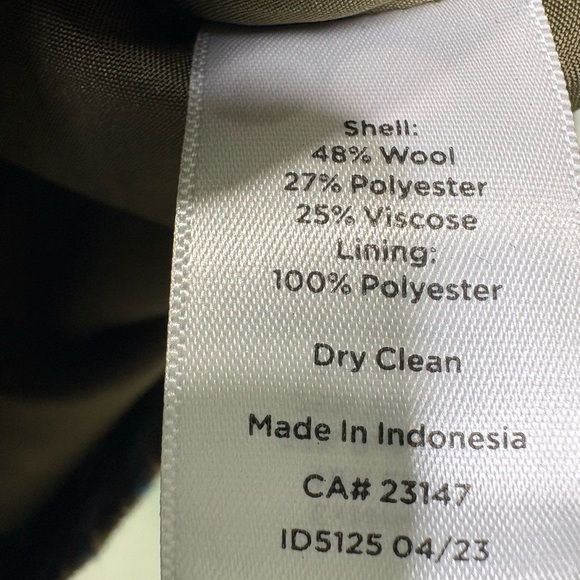 Shell:
48% Wool
27% Polyester
25% Viscose
Lining:
100% Polyester
Dry Clean
Made In Indonesia
CA# 23147
ID5125 04/23